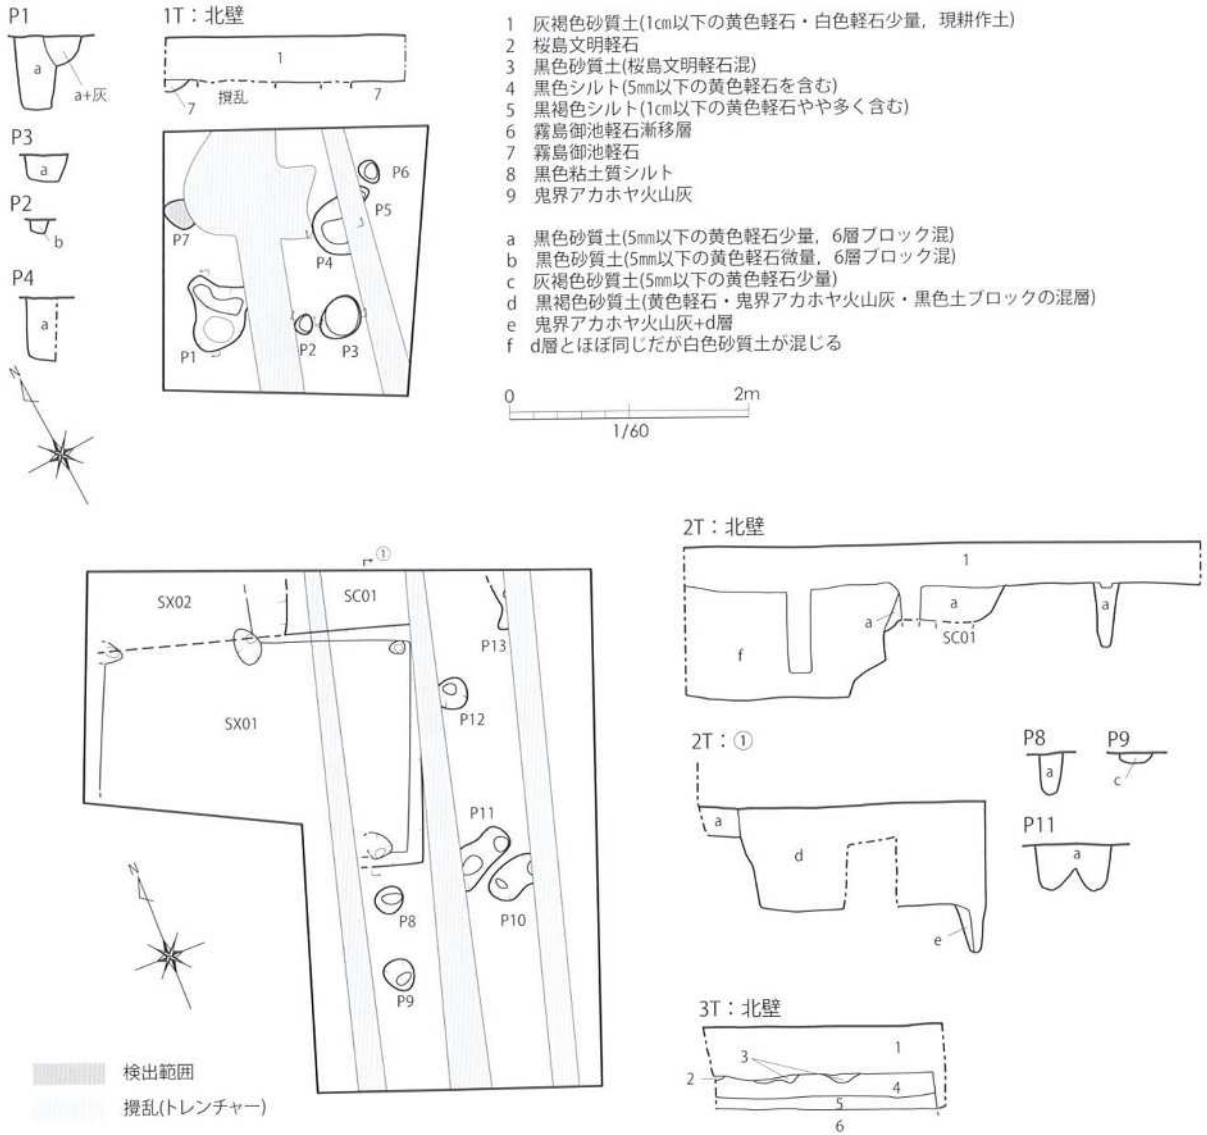 P1
a
a+灰
P3
a
P2
b
P4
a
N
1T：北壁
1
7
撹乱
7
P6
P5
P7
P4
P1
P2
P3
1 灰褐色砂質土(1cm以下の黄色軽石・白色軽石少量，現耕作土)
2 桜島文明軽石
3 黒色砂質土(桜島文明軽石混)
4 黒色シルト(5mm以下の黄色軽石を含む)
5 黒褐色シルト(1cm以下の黄色軽石やや多く含む)
6 霧島御池軽石漸移層
7 霧島御池軽石
8 黒色粘土質シルト
9 鬼界アカホヤ火山灰
a 黒色砂質土(5mm以下の黄色軽石少量，6層ブロック混)
b 黒色砂質土(5mm以下の黄色軽石微量，6層ブロック混)
c 灰褐色砂質土(5mm以下の黄色軽石少量)
d 黒褐色砂質土(黄色軽石・鬼界アカホヤ火山灰・黒色土ブロックの混層)
e 鬼界アカホヤ火山灰+d層
f d層とほぼ同じだが白色砂質土が混じる
0 2m
1/60
①
SX02
SC01
P13
SX01
P12
P11
P8
P10
P9
N
検出範囲
攪乱(トレンチャー)
2T：北壁
1
a
a
a
SC01
f
2T：①
a
d
e
P8
a
P9
c
P11
a
3T：北壁
1
3
2
4
5
6